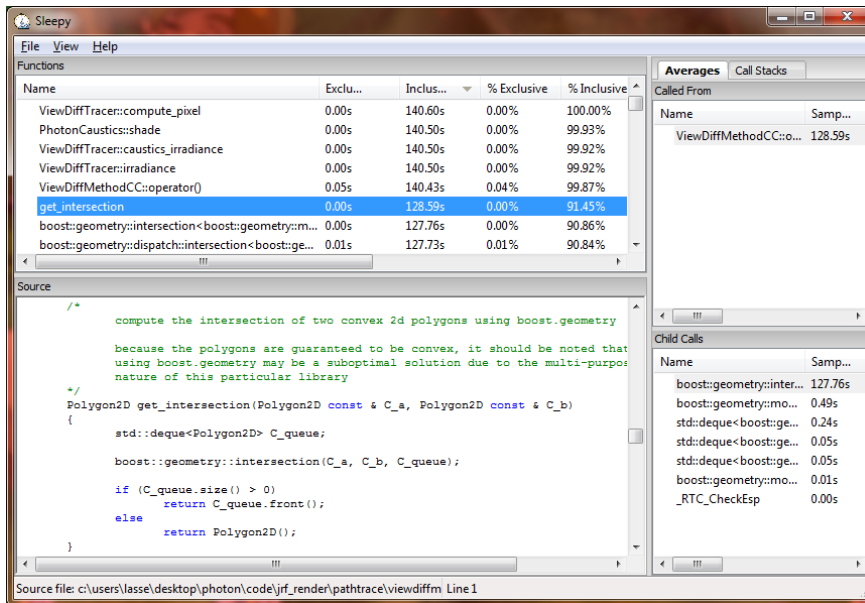 Sleepy
File View Help
Functions
Name Exclu... Inclus... % Exclusive % Inclusive
ViewDiffTracer::compute_pixel 0.00s 140.60s 0.00% 100.00%
PhotonCaustics::shade 0.00s 140.50s 0.00% 99.93%
ViewDiffTracer::caustics_irradiance 0.00s 140.50s 0.00% 99.92%
ViewDiffTracer::irradiance 0.00s 140.50s 0.00% 99.92%
ViewDiffMethodCC::operator() 0.05s 140.43s 0.04% 99.87%
get_intersection 0.00s 128.59s 0.00% 91.45%
boost::geometry::intersection<boost::geometry::m... 0.00s 127.76s 0.00% 90.86%
boost::geometry::dispatch::intersection<boost::ge... 0.01s 127.73s 0.01% 90.84%
Source
/*
compute the intersection of two convex 2d polygons using boost.geometry
because the polygons are guaranteed to be convex, it should be noted that
using boost.geometry may be a suboptimal solution due to the multi-purpos
nature of this particular library
*/
Polygon2D get_intersection(Polygon2D const & C_a, Polygon2D const & C_b)
{
std::deque<Polygon2D> C_queue;
boost::geometry::intersection(C_a, C_b, C_queue);
if (C_queue.size() > 0)
return C_queue.front();
else
return Polygon2D();
}
Averages Call Stacks
Called From
Name Samp...
ViewDiffMethodCC::o... 128.59s
Child Calls
Name Samp...
boost::geometry::inter... 127.76s
boost::geometry::mo... 0.49s
std::deque<boost::ge... 0.24s
std::deque<boost::ge... 0.05s
std::deque<boost::ge... 0.05s
boost::geometry::mo... 0.01s
_RTC_CheckEsp 0.00s
Source file: c:\users\lasse\desktop\photon\code\jrf_render\pathtrace\viewdiffm Line 1